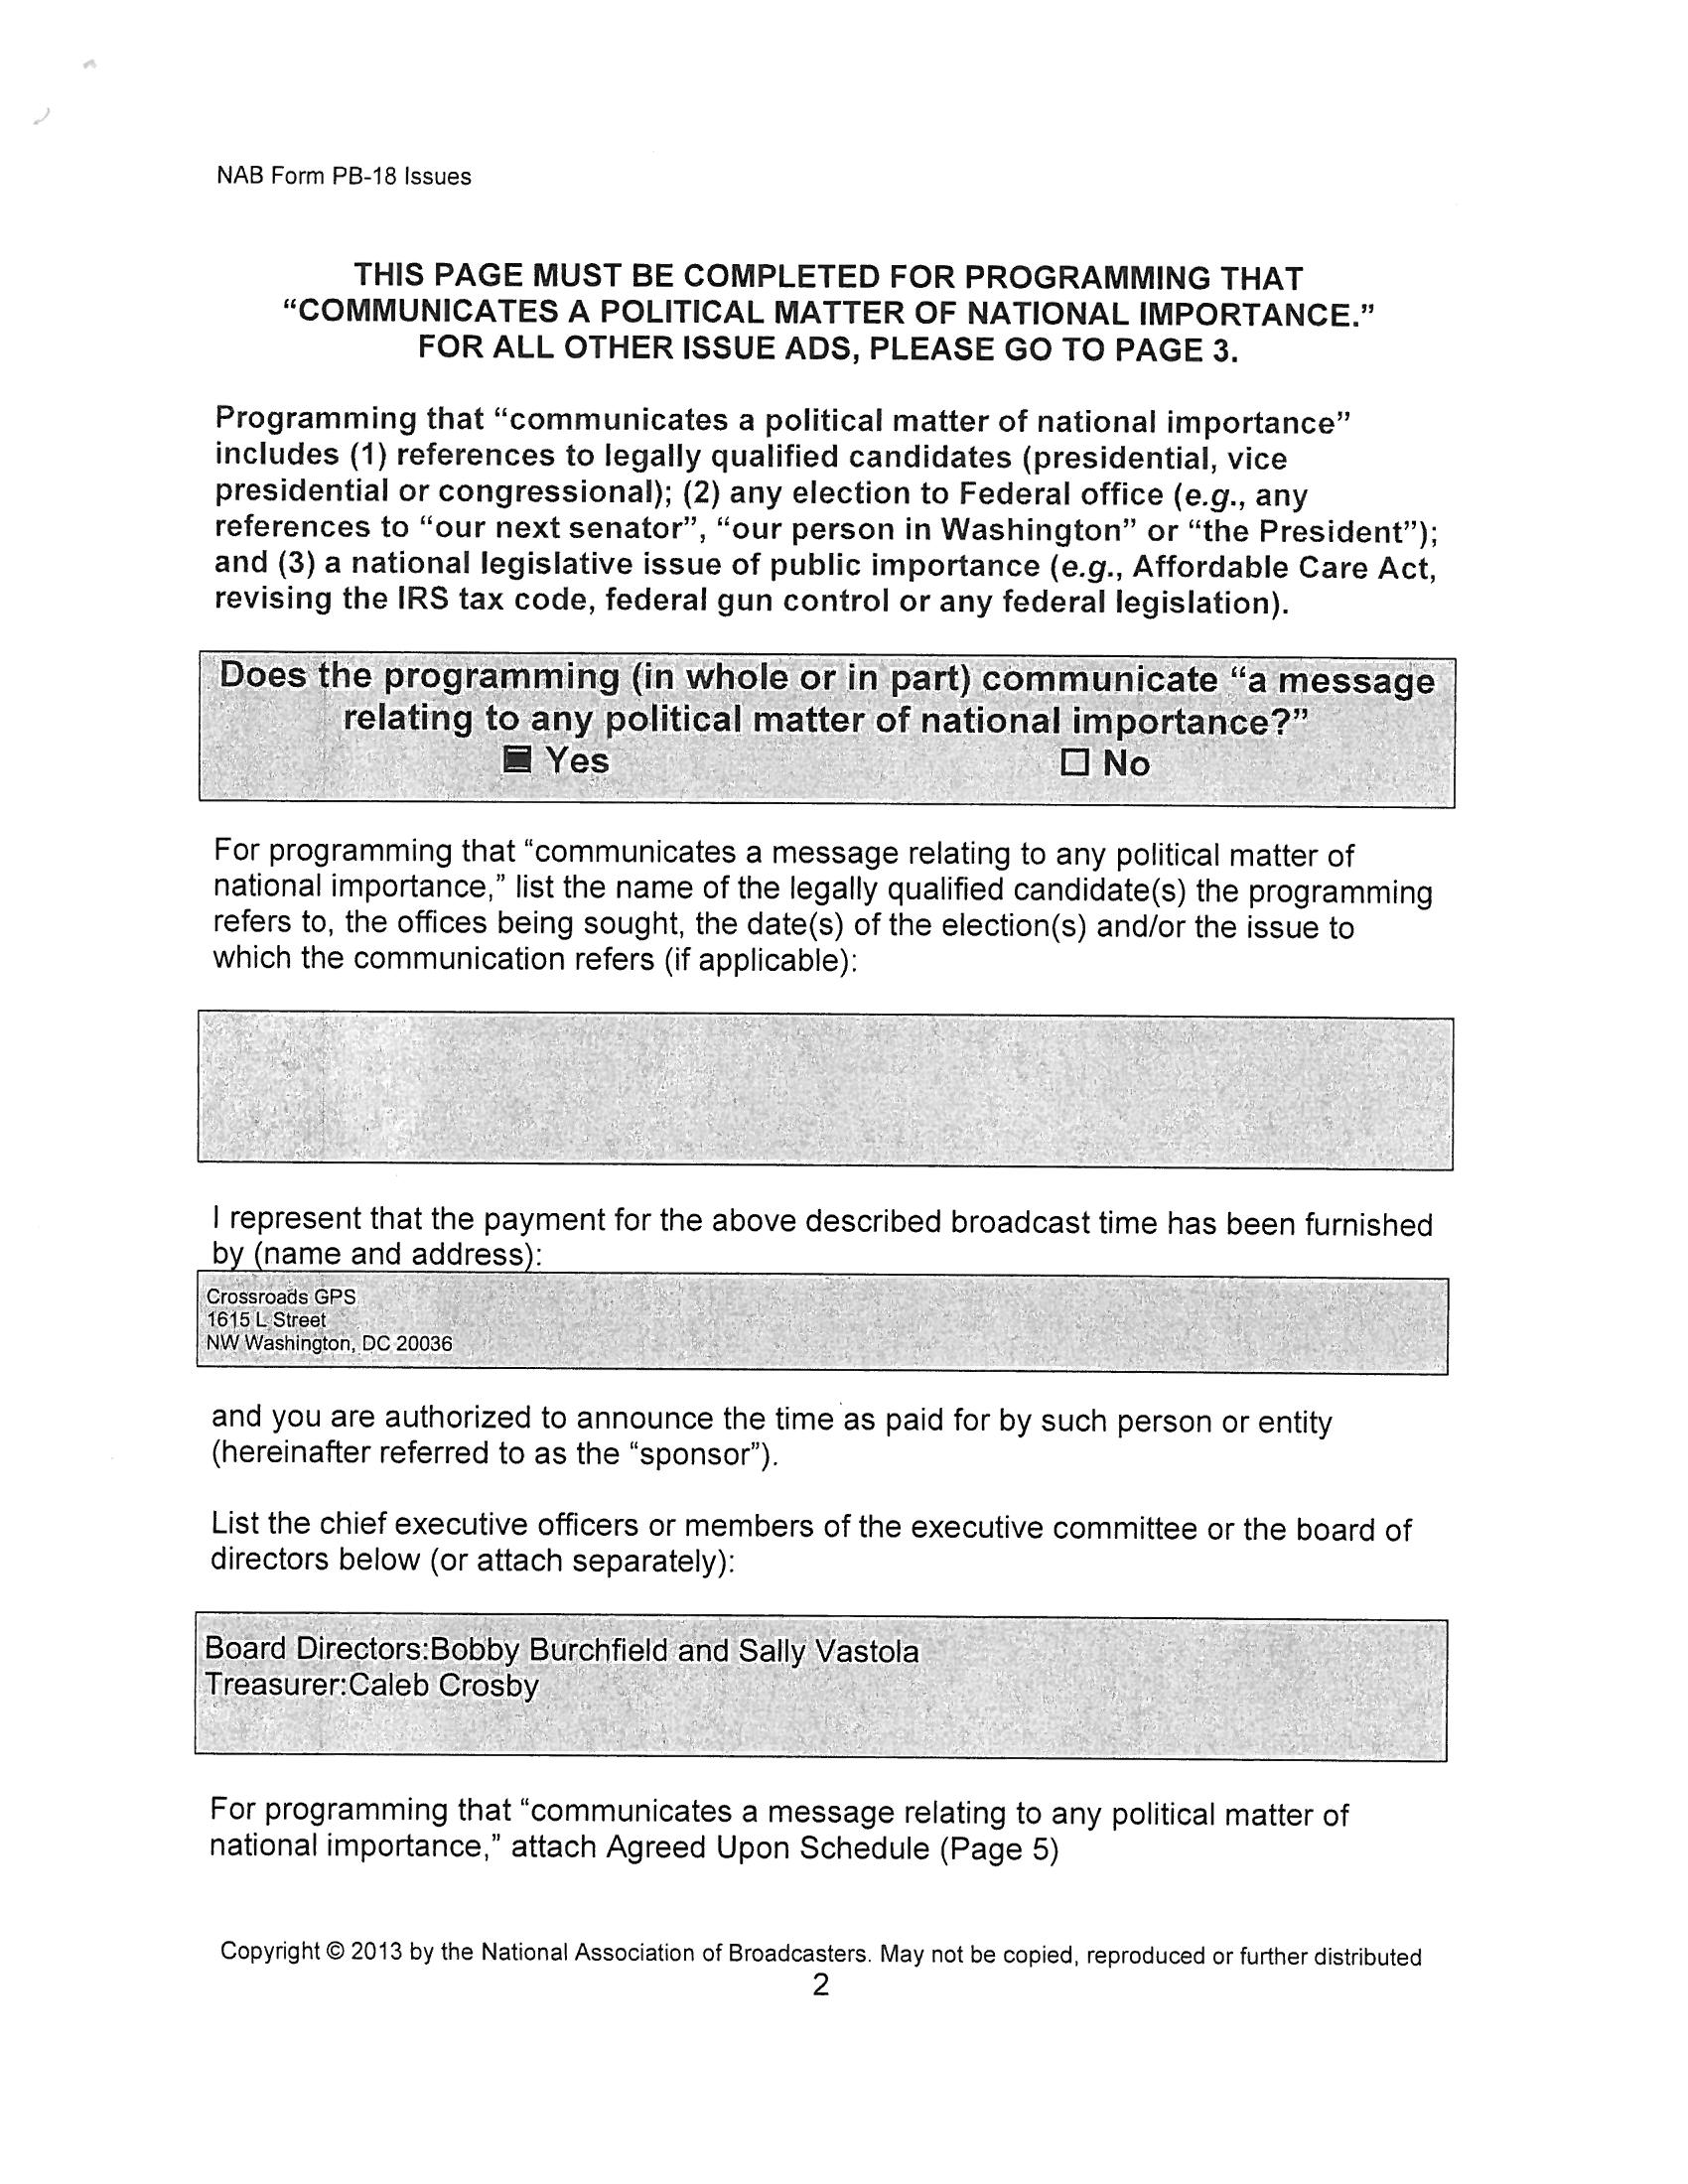 NAB Form PB-18 Issues
THIS PAGE MUST BE COMPLETED FOR PROGRAMMING THAT
“COMMUNICATES A POLITICAL MATTER OF NATIONAL IMPORTANCE.”
FOR ALL OTHER ISSUE ADS, PLEASE GO TO PAGE 3.
Programming that “communicates a political matter of national importance”
includes (1) references to legally qualified candidates (presidential, vice
presidential or congressional); (2) any election to Federal office (e.g., any
references to “our next senator”, “our person in Washington” or “the President”);
and (3) a national legislative issue of public importance (e.g., Affordable Care Act,
revising the IRS tax code, federal gun control or any federal legislation).
Does the programming (in whole or in part) communicate “a message
relating to any political matter of national importance?”
Yes ☐ No
For programming that “communicates a message relating to any political matter of
national importance,” list the name of the legally qualified candidate(s) the programming
refers to, the offices being sought, the date(s) of the election(s) and/or the issue to
which the communication refers (if applicable):
I represent that the payment for the above described broadcast time has been furnished
by (name and address):
Crossroads GPS
1615 L Street
NW Washington, DC 20036
and you are authorized to announce the time as paid for by such person or entity
(hereinafter referred to as the “sponsor”).
List the chief executive officers or members of the executive committee or the board of
directors below (or attach separately):
Board Directors:Bobby Burchfield and Sally Vastola
Treasurer:Caleb Crosby
For programming that “communicates a message relating to any political matter of
national importance,” attach Agreed Upon Schedule (Page 5)
Copyright © 2013 by the National Association of Broadcasters. May not be copied, reproduced or further distributed
2